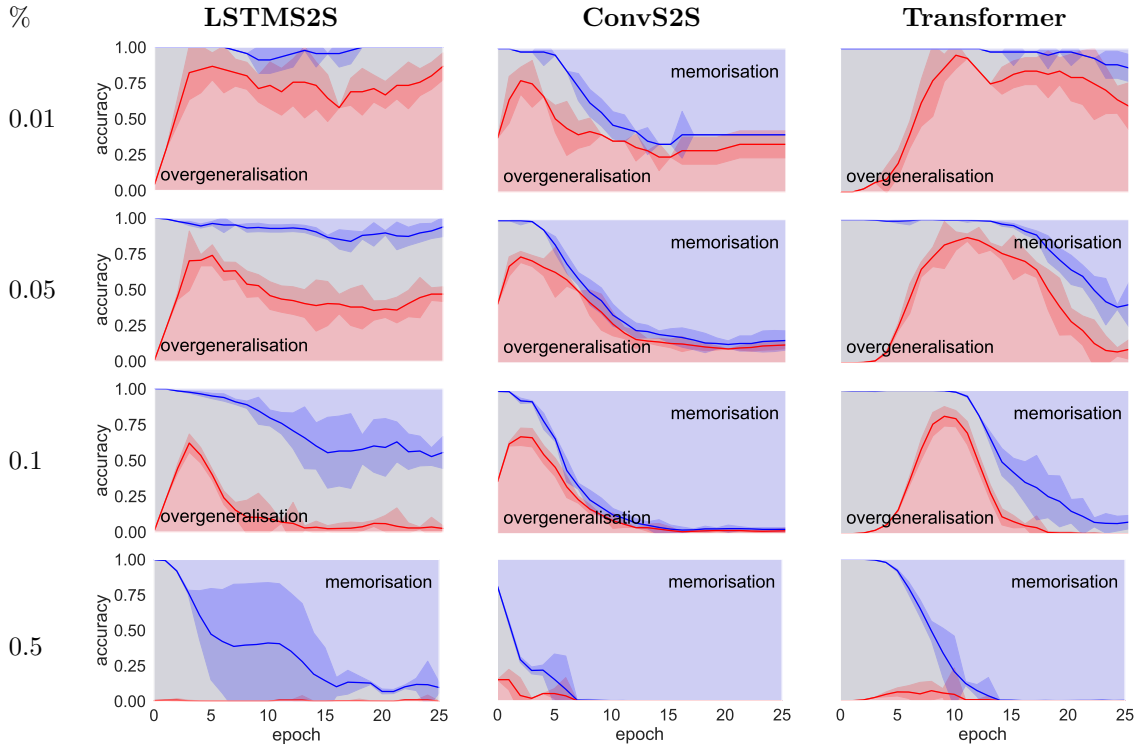 % LSTMS2S ConvS2S Transformer
0.01
accuracy
1.00
0.75
0.50
0.25
0.00
overgeneralisation
memorisation
overgeneralisation
overgeneralisation
0.05
accuracy
1.00
0.75
0.50
0.25
0.00
overgeneralisation
memorisation
overgeneralisation
memorisation
overgeneralisation
0.1
accuracy
1.00
0.75
0.50
0.25
0.00
overgeneralisation
memorisation
overgeneralisation
memorisation
overgeneralisation
0.5
accuracy
1.00
0.75
0.50
0.25
0.00
memorisation
memorisation
memorisation
0 5 10 15 20 25
epoch
0 5 10 15 20 25
epoch
0 5 10 15 20 25
epoch